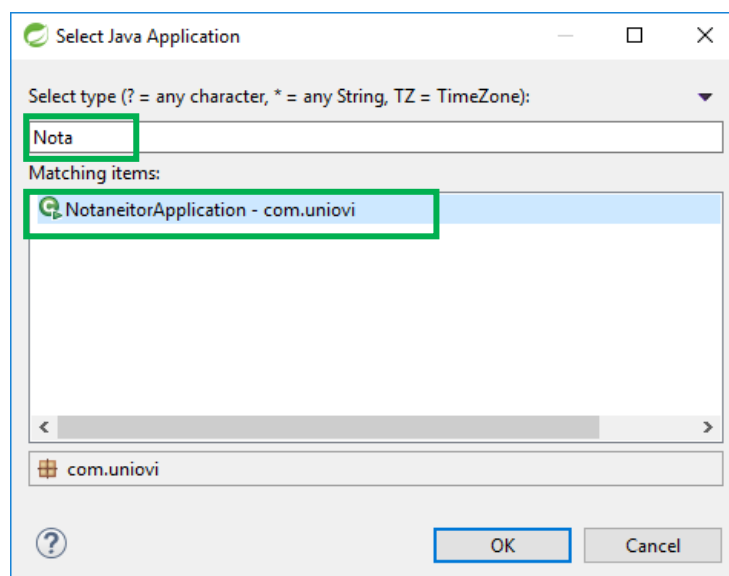 Select Java Application
Select type (? = any character, * = any String, TZ = TimeZone):
Nota
Matching items:
NotaneitorApplication - com.uniovi
com.uniovi
OK Cancel